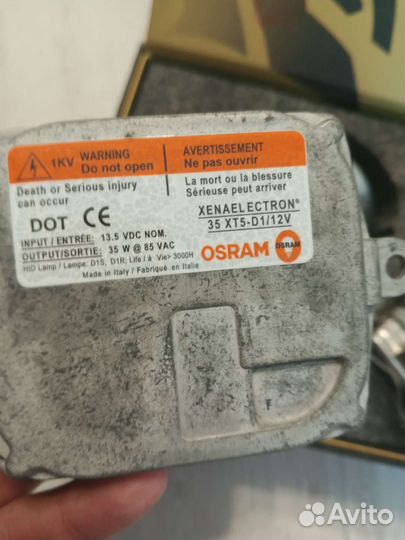 1KV WARNING
Do not open
AVERTISSEMENT
Ne pas ouvrir
Death or Serious injury
can occur
La mort ou la blessure
Sérieuse peut arriver
DOT CE
XENAELECTRON®
35 XT5-D1/12V
INPUT / ENTRÉE: 13.5 VDC NOM.
OUTPUT/SORTIE: 35 W @ 85 VAC
HID Lamp / Lampe: D1S, D1R; Life / á Vie> 3000H
Made in Italy / Fabriqué en Italie
OSRAM OSRAM
F
Avito